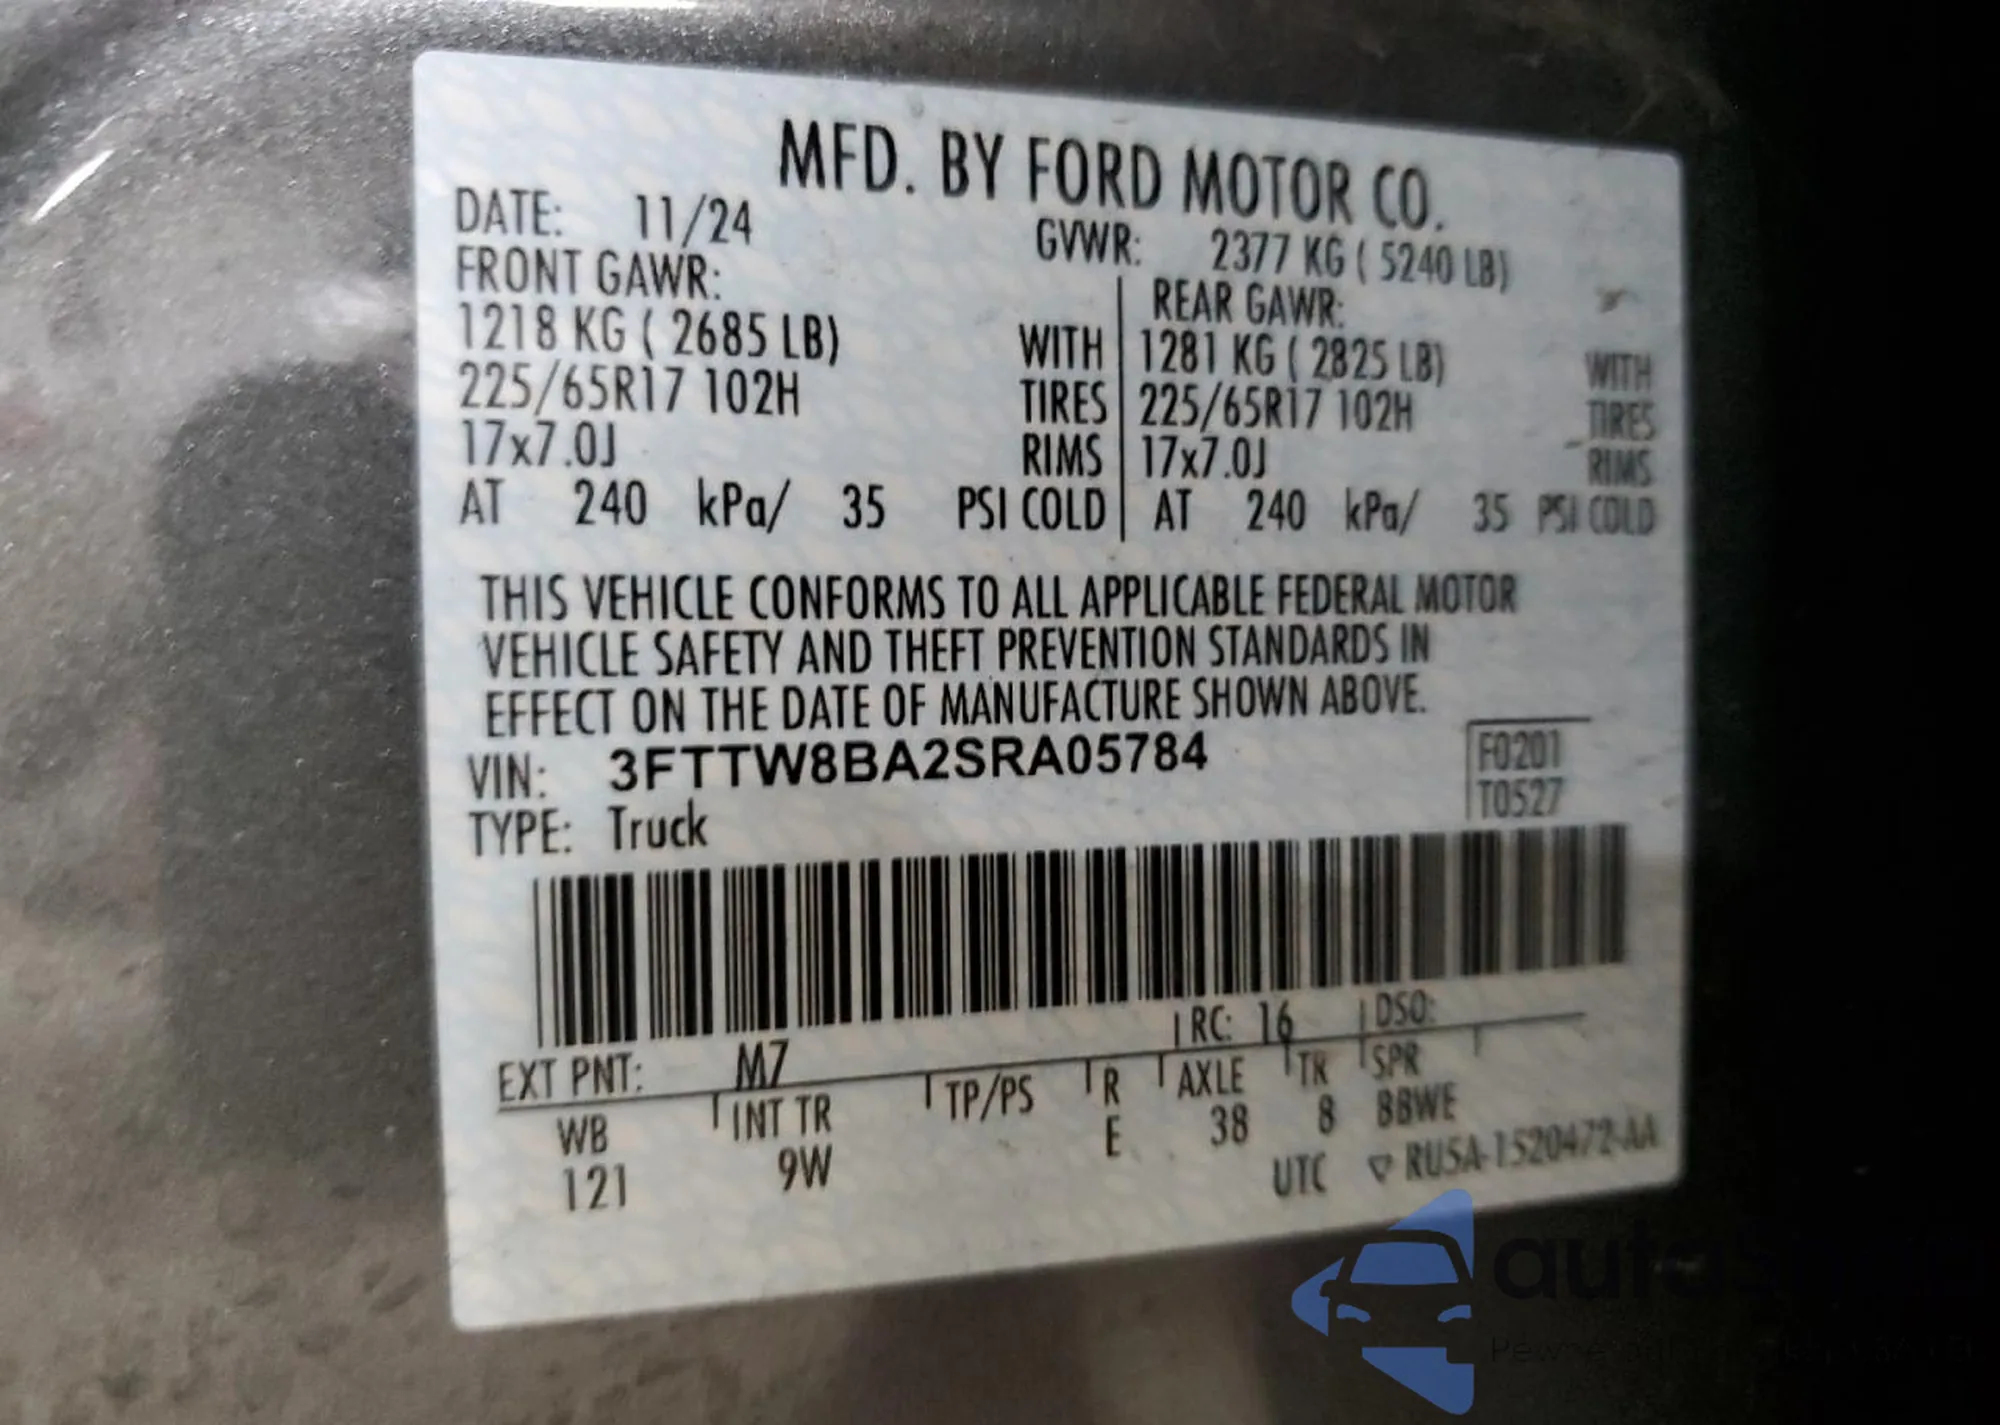 MFD. BY FORD MOTOR CO.
DATE: 11/24 GVWR: 2377 KG ( 5240 LB)
FRONT GAWR: REAR GAWR:
1218 KG ( 2685 LB) WITH 1281 KG ( 2825 LB) WITH
225/65R17 102H TIRES 225/65R17 102H TIRES
17x7.0J RIMS 17x7.0J RIMS
AT 240 kPa/ 35 PSI COLD AT 240 kPa/ 35 PSI COLD
THIS VEHICLE CONFORMS TO ALL APPLICABLE FEDERAL MOTOR
VEHICLE SAFETY AND THEFT PREVENTION STANDARDS IN
EFFECT ON THE DATE OF MANUFACTURE SHOWN ABOVE.
VIN: 3FTTW8BA2SRA05784 F0201
TYPE: Truck T0527
EXT PNT: M7 RC: 16 DSO:
WB INT TR TP/PS R AXLE TR SPR
121 9W E 38 8 BBWE
UTC RUSA-1520472-AA